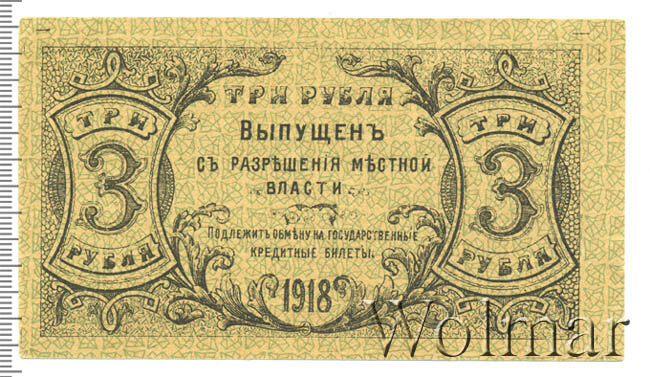 ТРИ РУБЛЯ
ТРИ
3
РУБЛЯ
ВЫПУЩЕНЪ
СЪ РАЗРѢШЕНІЯ МѢСТНОЙ
ВЛАСТИ
ПОДЛЕЖИТЪ ОБМѢНУ НА ГОСУДАРСТВЕННЫЕ
КРЕДИТНЫЕ БИЛЕТЫ.
1918
ТРИ
3
РУБЛЯ
Wolmar